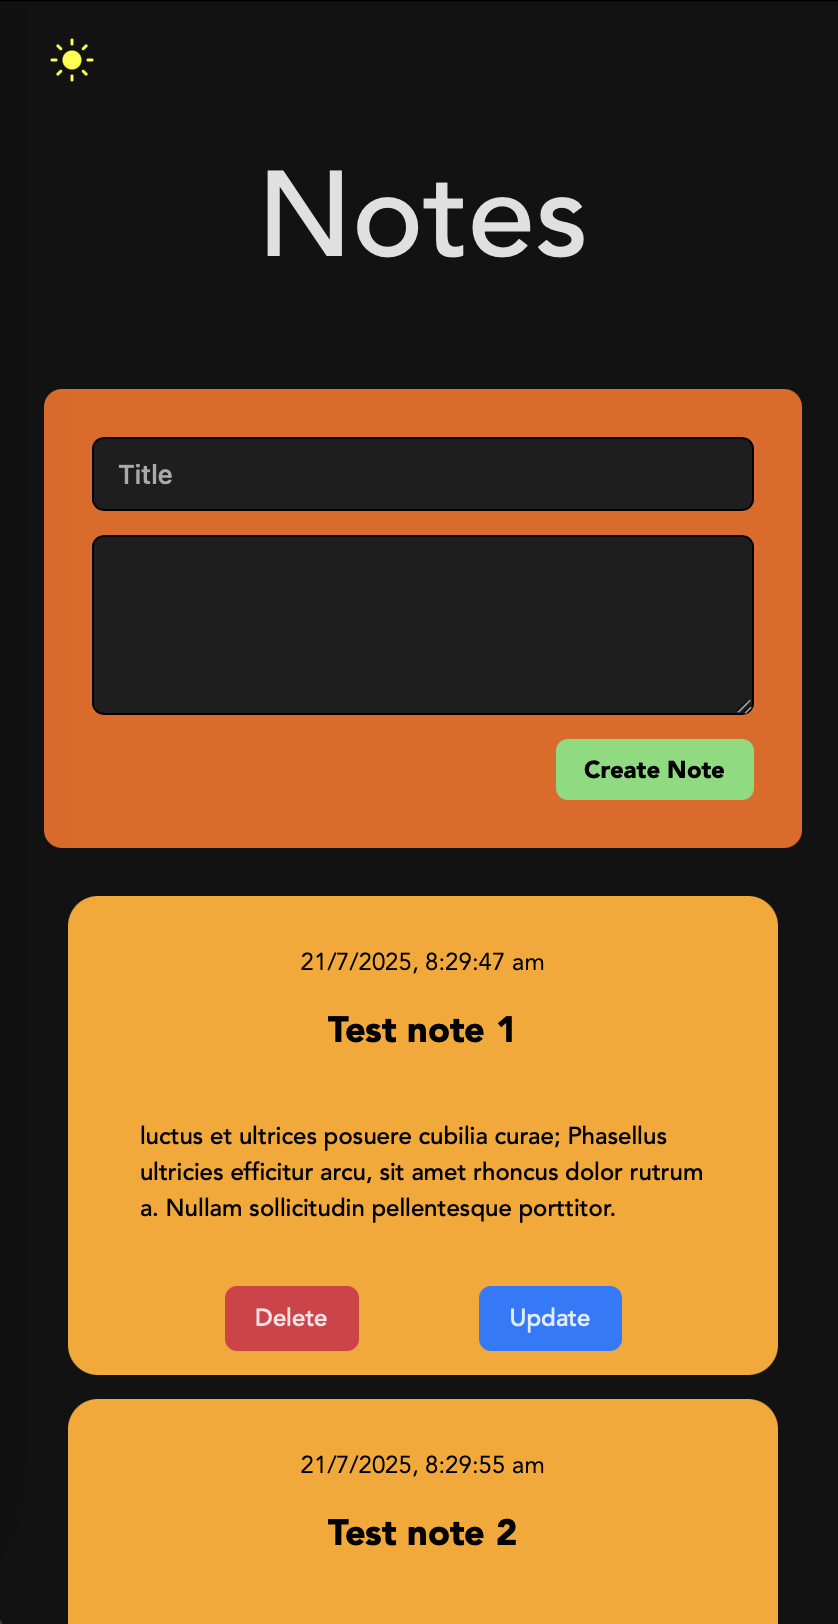 Notes
Title
Create Note
21/7/2025, 8:29:47 am
Test note 1
luctus et ultrices posuere cubilia curae; Phasellus
ultricies efficitur arcu, sit amet rhoncus dolor rutrum
a. Nullam sollicitudin pellentesque porttitor.
Delete
Update
21/7/2025, 8:29:55 am
Test note 2